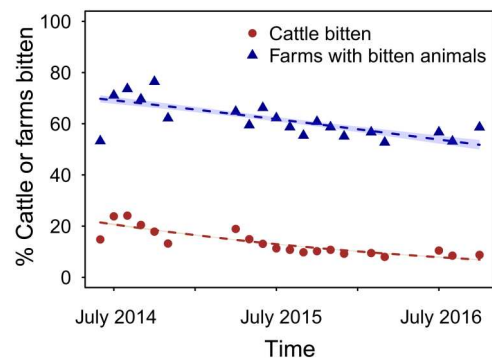 % Cattle or farms bitten
100
80
60
40
20
0
Cattle bitten
Farms with bitten animals
July 2014
July 2015
July 2016
Time